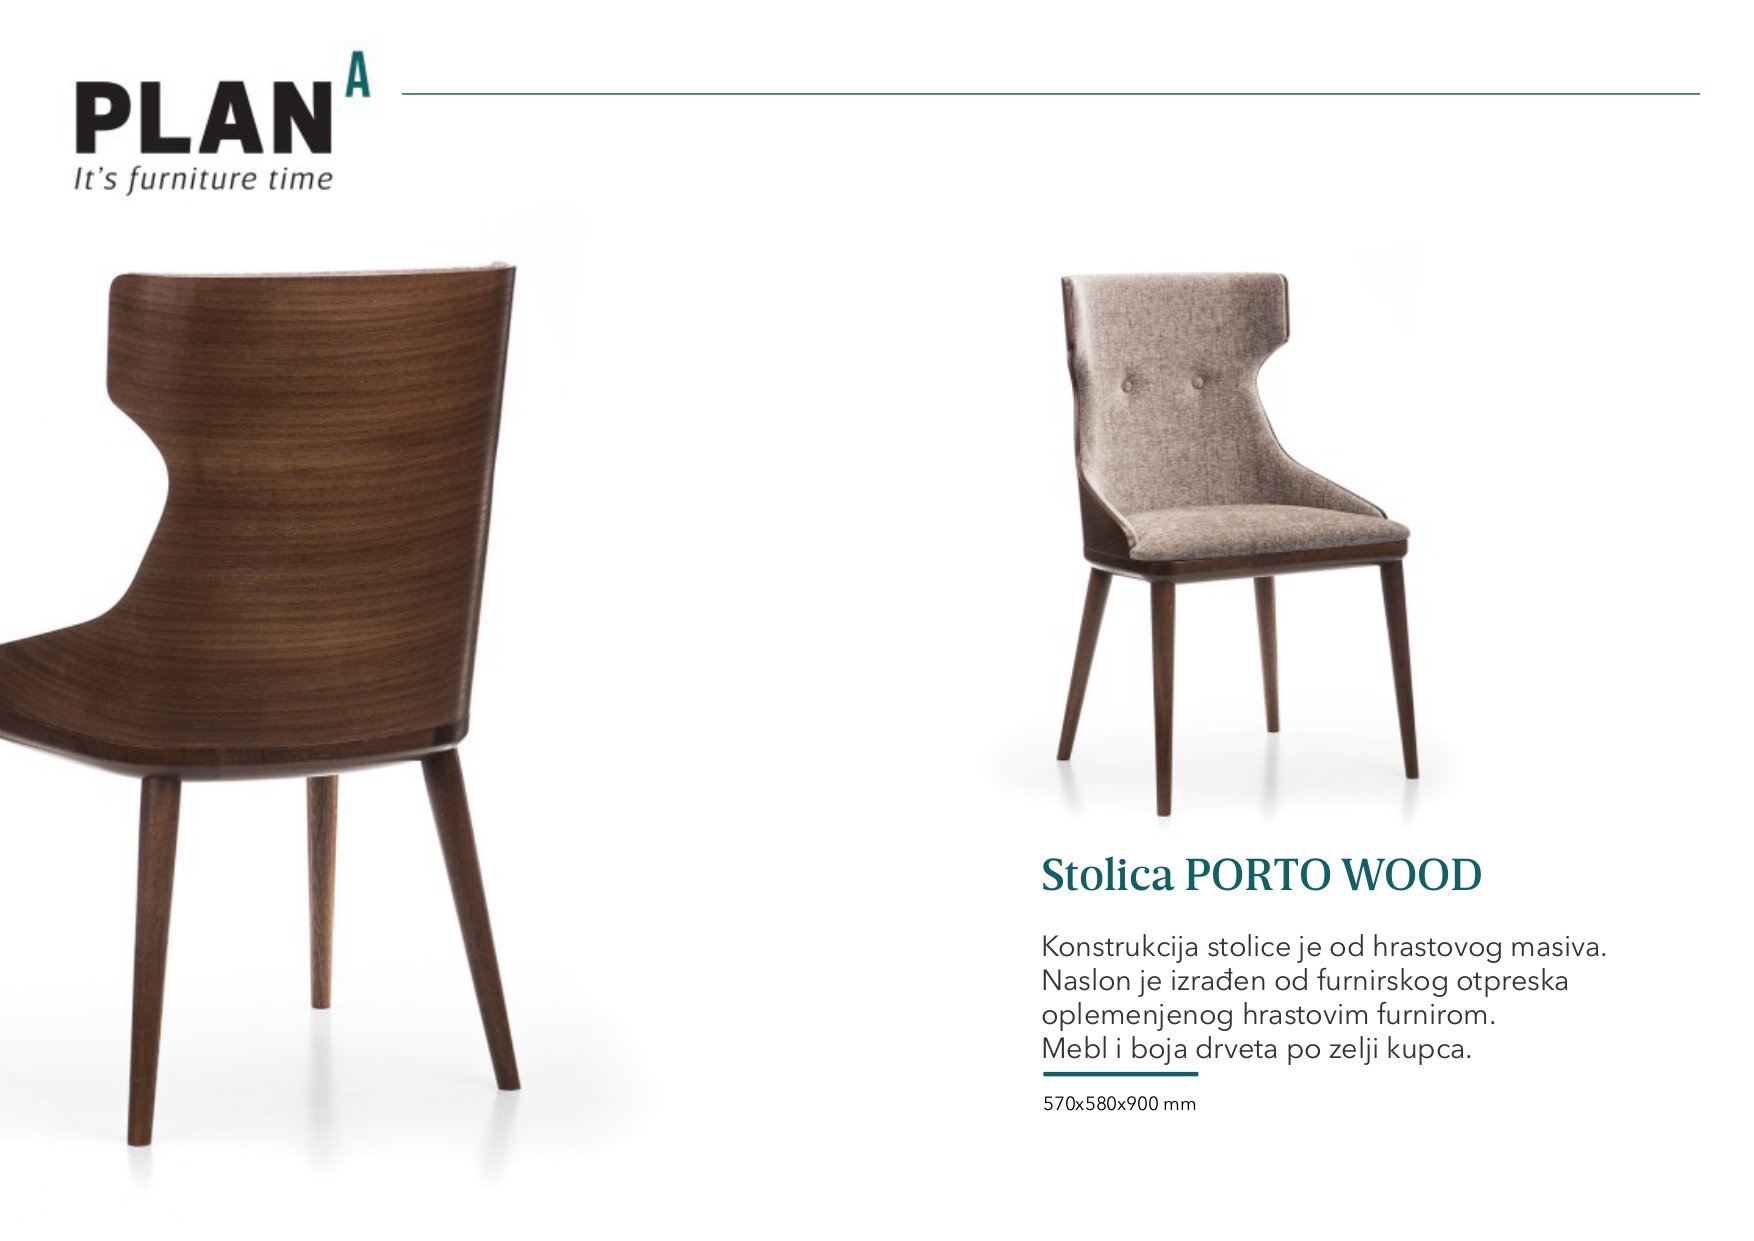 PLAN A
It's furniture time
Stolica PORTO WOOD
Konstrukcija stolice je od hrastovog masiva.
Naslon je izrađen od furnirskog otpreska
oplemenjenog hrastovim furnirom.
Mebl i boja drveta po zelji kupca.
570x580x900 mm